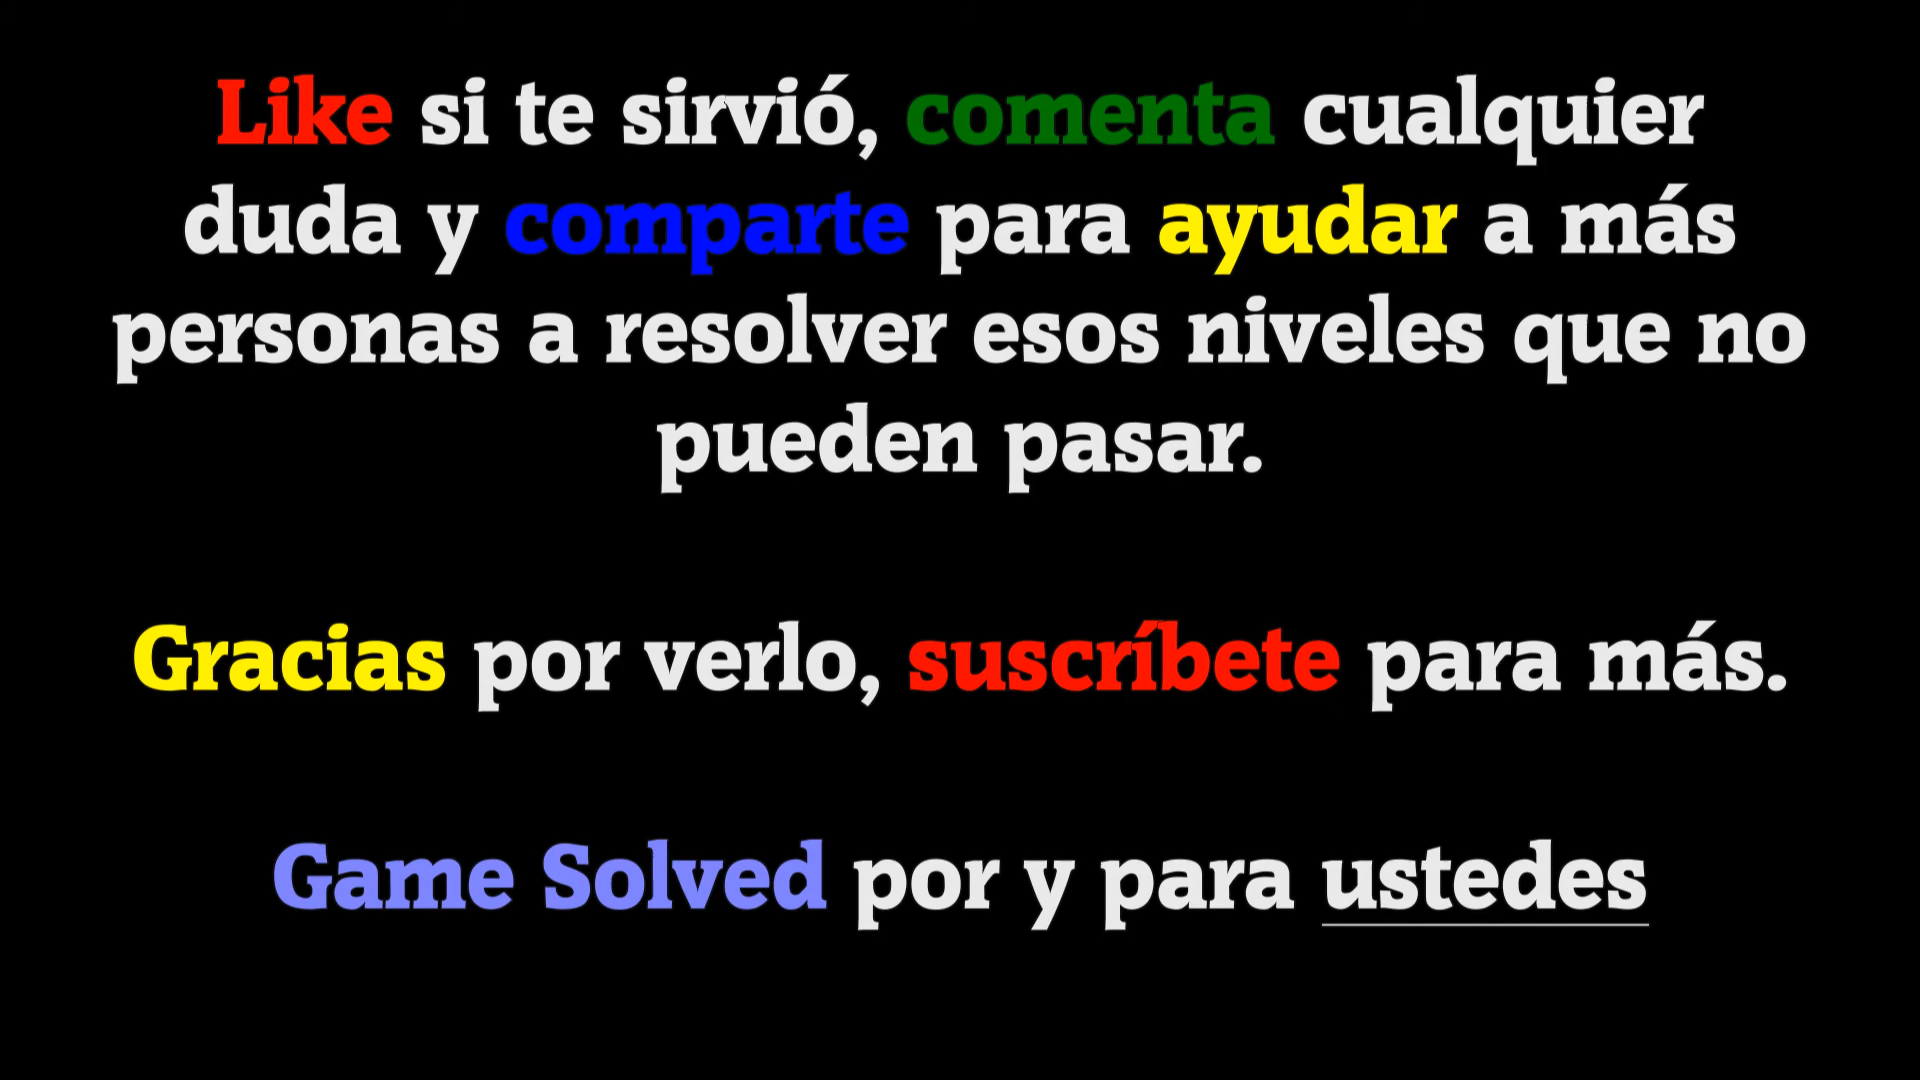 Like si te sirvió, comenta cualquier
duda y comparte para ayudar a más
personas a resolver esos niveles que no
pueden pasar.
Gracias por verlo, suscríbete para más.
Game Solved por y para ustedes